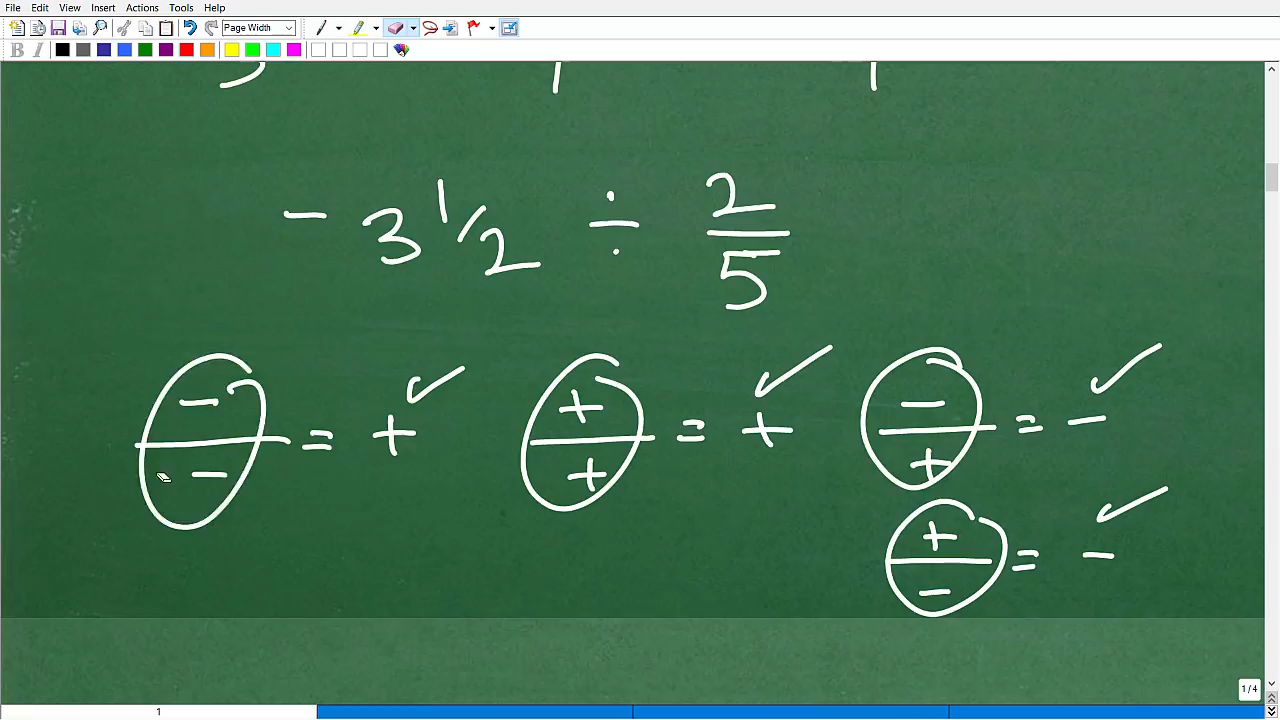 File Edit View Insert Actions Tools Help
Page Width
B I
- 3 1/2 ÷ 2/5
-/- = + ✓ +/+ = + ✓ -/+ = - ✓
+/- = - ✓
1/4
1